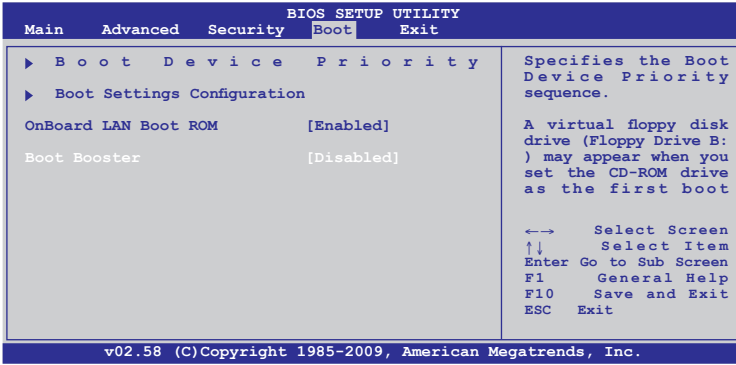 BIOS SETUP UTILITY
Main Advanced Security Boot Exit
Boot Device Priority
Boot Settings Configuration
OnBoard LAN Boot ROM [Enabled]
Boot Booster [Disabled]
Specifies the Boot
Device Priority
sequence.
A virtual floppy disk
drive (Floppy Drive B:
) may appear when you
set the CD-ROM drive
as the first boot
←→ Select Screen
↑↓ Select Item
Enter Go to Sub Screen
F1 General Help
F10 Save and Exit
ESC Exit
v02.58 (C)Copyright 1985-2009, American Megatrends, Inc.